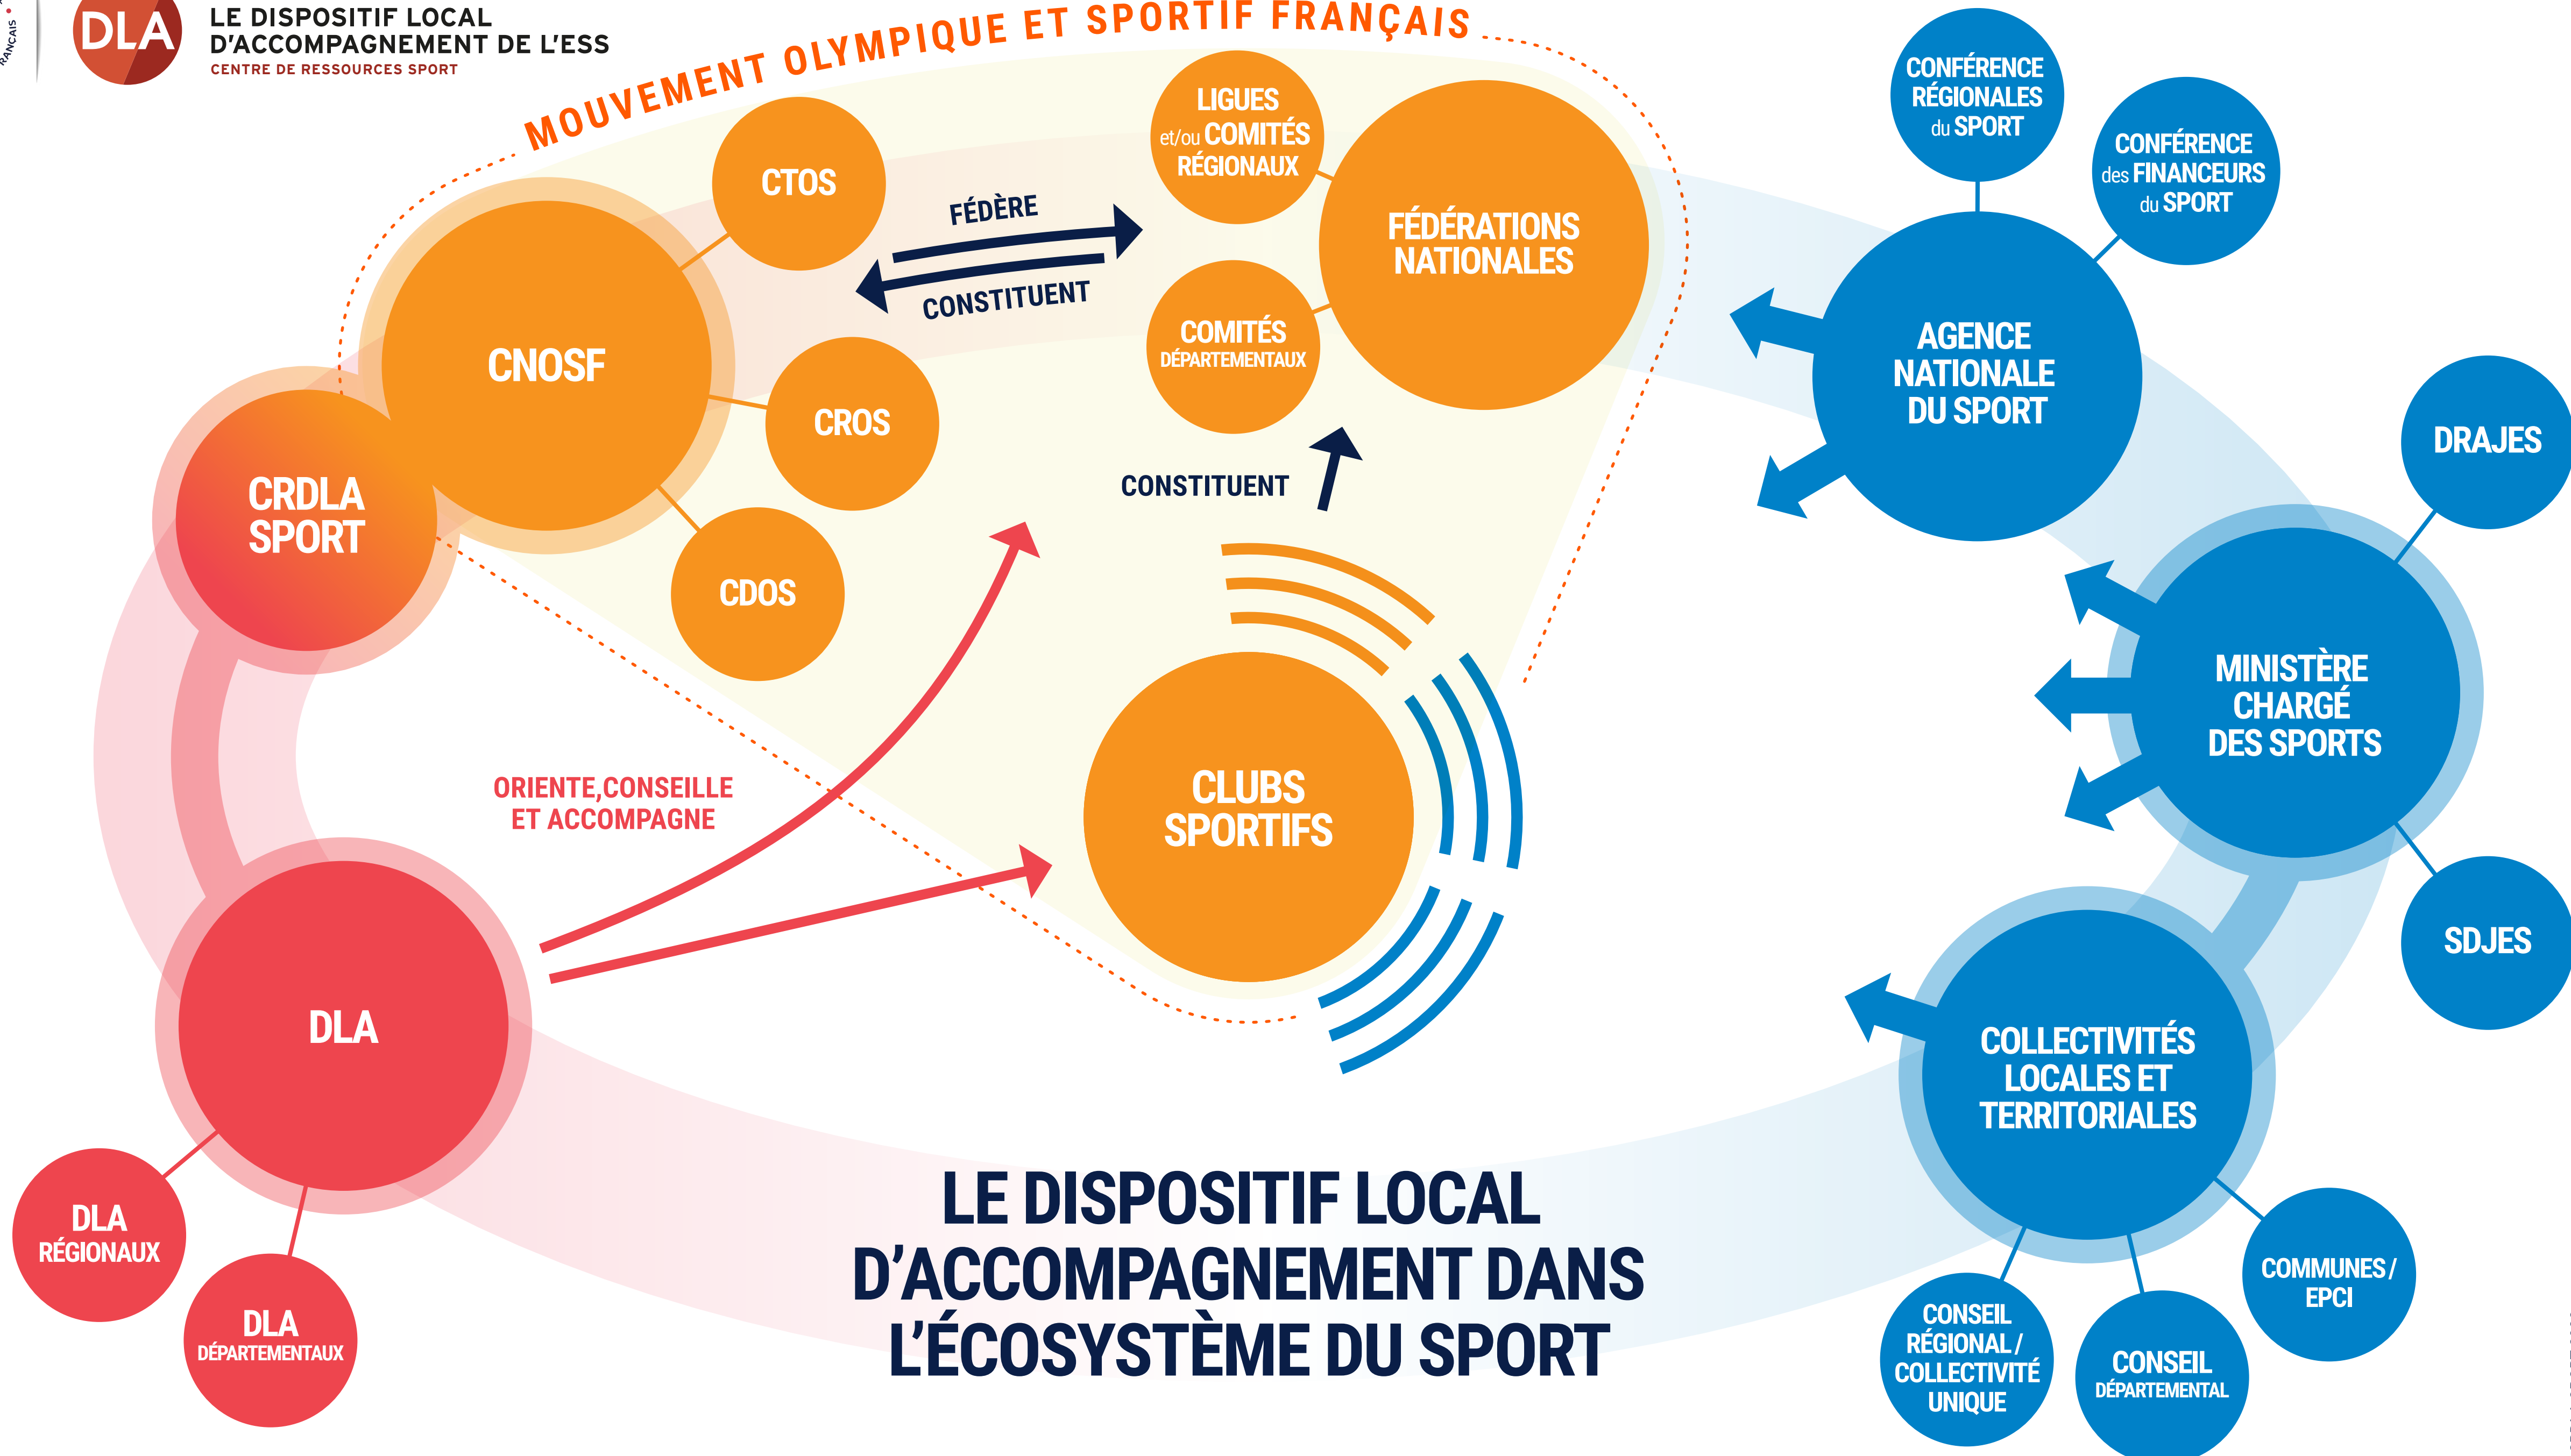 RANÇAIS
DLA
LE DISPOSITIF LOCAL
D'ACCOMPAGNEMENT DE L'ESS
CENTRE DE RESSOURCES SPORT
MOUVEMENT OLYMPIQUE ET SPORTIF FRANÇAIS
CTOS
LIGUES
et/ou COMITÉS
RÉGIONAUX
FÉDÉRATIONS
NATIONALES
CONFÉRENCE
RÉGIONALES
du SPORT
CONFÉRENCE
des FINANCEURS
du SPORT
FÉDÈRE
CONSTITUENT
CNOSF
COMITÉS
DÉPARTEMENTAUX
AGENCE
NATIONALE
DU SPORT
CROS
DRAJES
CRDLA
SPORT
CONSTITUENT
CDOS
MINISTÈRE
CHARGÉ
DES SPORTS
ORIENTE,CONSEILLE
ET ACCOMPAGNE
CLUBS
SPORTIFS
SDJES
DLA
COLLECTIVITÉS
LOCALES ET
TERRITORIALES
DLA
RÉGIONAUX
DLA
DÉPARTEMENTAUX
LE DISPOSITIF LOCAL
D'ACCOMPAGNEMENT DANS
L'ÉCOSYSTÈME DU SPORT
COMMUNES /
EPCI
CONSEIL
RÉGIONAL /
COLLECTIVITÉ
UNIQUE
CONSEIL
DÉPARTEMENTAL